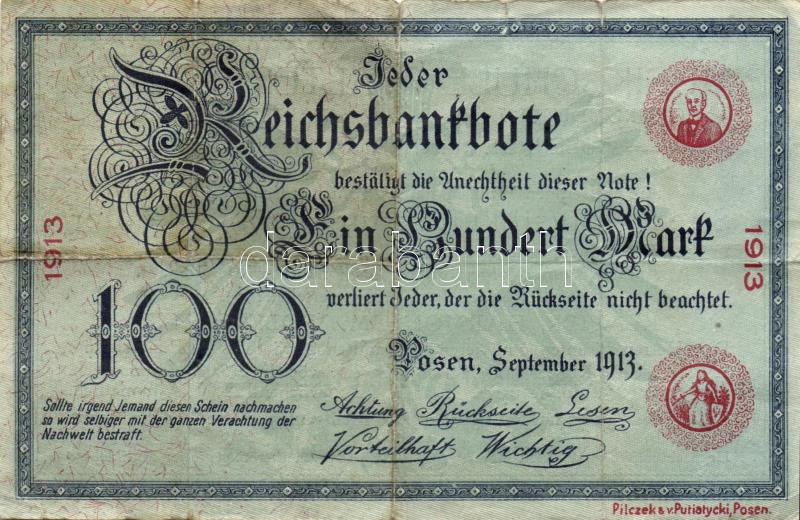 Jeder
Reichsbankbote
bestätigt die Unechtheit dieser Note!
Ein Hundert Mark
verliert Jeder, der die Rückseite nicht beachtet.
1913
1913
100
Posen, September 1913.
Sollte irgend Jemand diesen Schein nachmachen
so wird selbiger mit der ganzen Verachtung der
Nachwelt bestraft.
Achtung Rückseite Lesen
Vorteilhaft Wichtig
Pilczek & v. Putiatycki, Posen.
darabanth